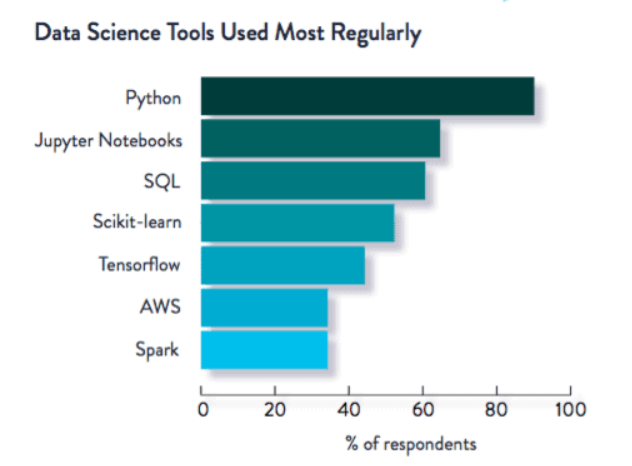 Data Science Tools Used Most Regularly
Python
Jupyter Notebooks
SQL
Scikit-learn
Tensorflow
AWS
Spark
0 20 40 60 80 100
% of respondents